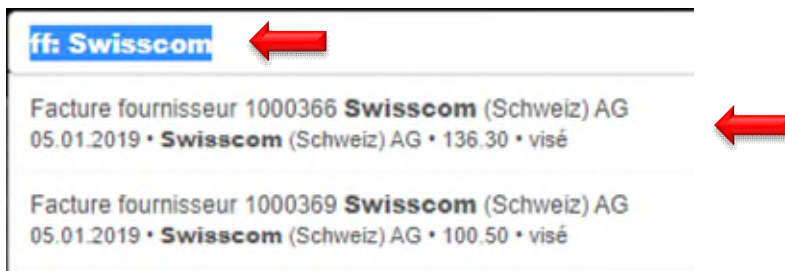 ff: Swisscom
Facture fournisseur 1000366 Swisscom (Schweiz) AG
05.01.2019 • Swisscom (Schweiz) AG • 136.30 • visé
Facture fournisseur 1000369 Swisscom (Schweiz) AG
05.01.2019 • Swisscom (Schweiz) AG • 100.50 • visé